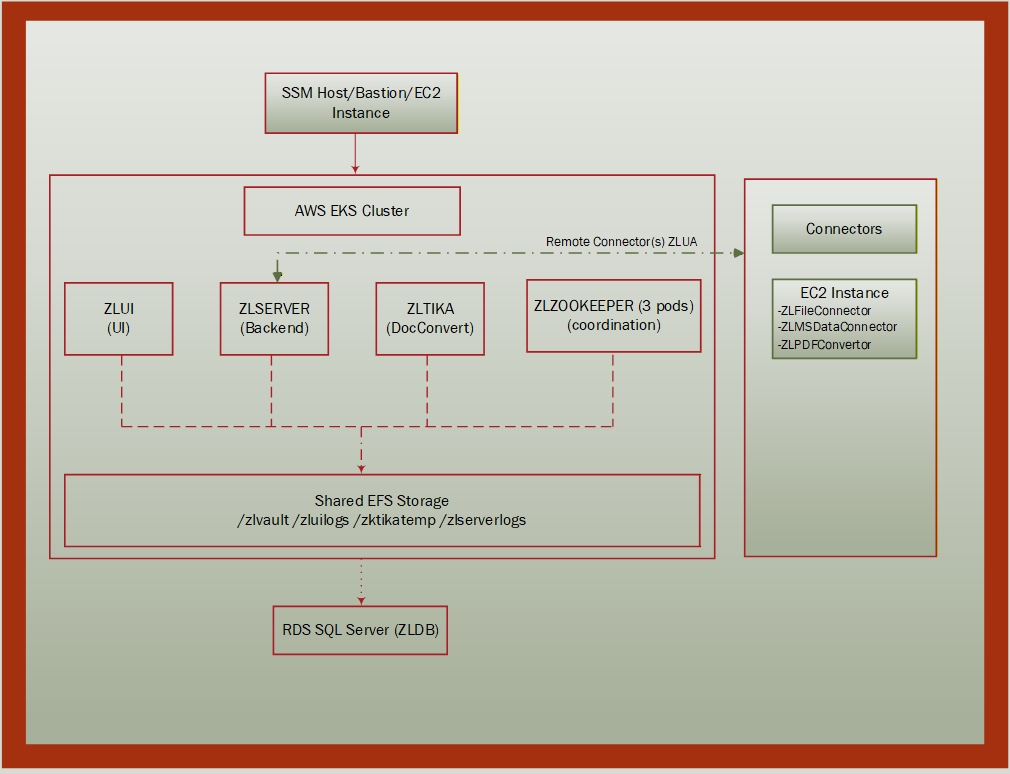 SSM Host/Bastion/EC2
Instance
AWS EKS Cluster
Remote Connector(s) ZLUA
Connectors
ZLUI
(UI)
ZLSERVER
(Backend)
ZLTIKA
(DocConvert)
ZLZOOKEEPER (3 pods)
(coordination)
EC2 Instance
-ZLFileConnector
-ZLMSDataConnector
-ZLPDFConvertor
Shared EFS Storage
/zlvault /zluilogs /zktikatemp /zlserverlogs
RDS SQL Server (ZLDB)